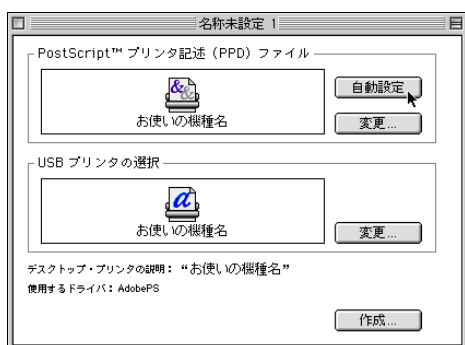 名称未設定 1
PostScript™ プリンタ記述（PPD）ファイル
お使いの機種名
自動設定
変更...
USB プリンタの選択
お使いの機種名
変更...
デスクトップ・プリンタの説明： “お使いの機種名”
使用するドライバ： AdobePS
作成...